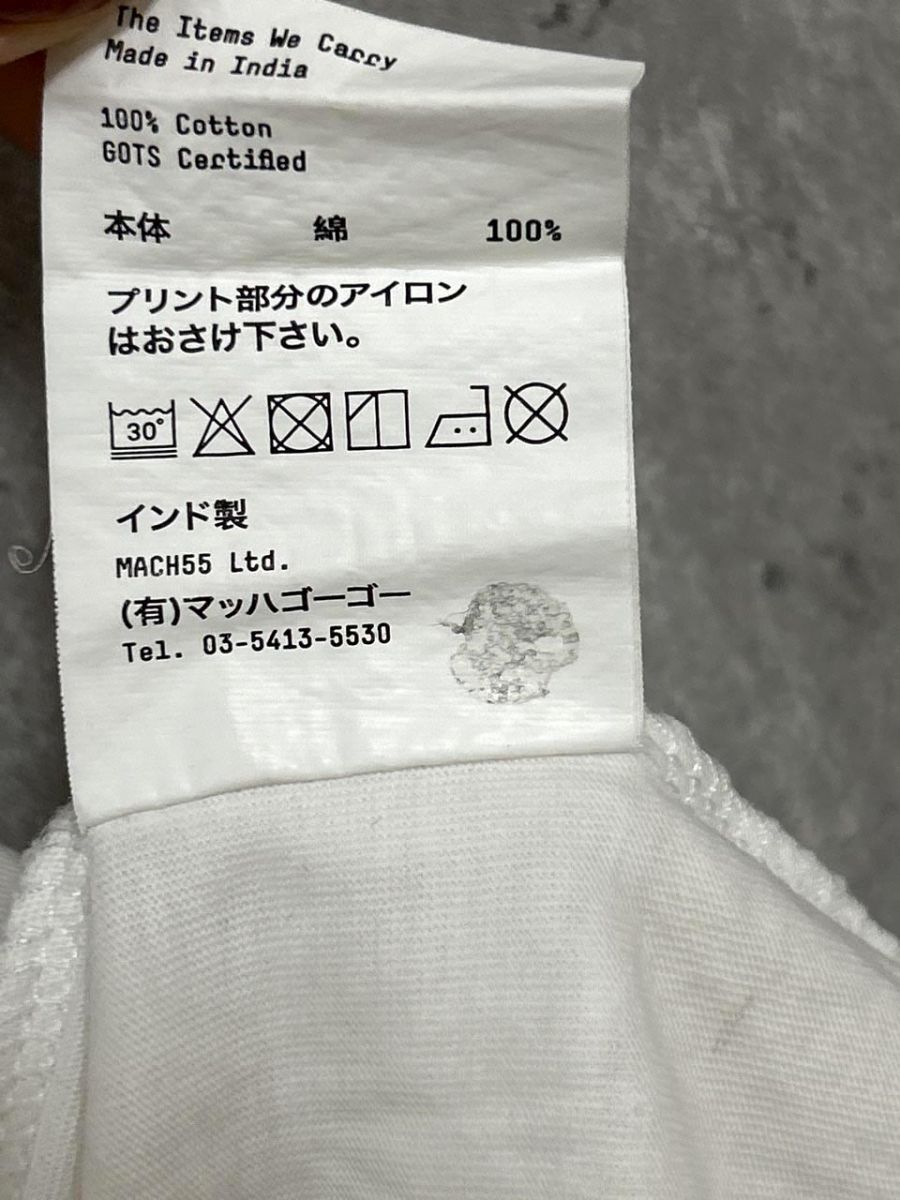 The Items We Carry
Made in India
100% Cotton
GOTS Certified
本体 綿 100%
プリント部分のアイロン
はおさけ下さい。
30°
インド製
MACH55 Ltd.
(有)マッハゴーゴー
Tel. 03-5413-5530